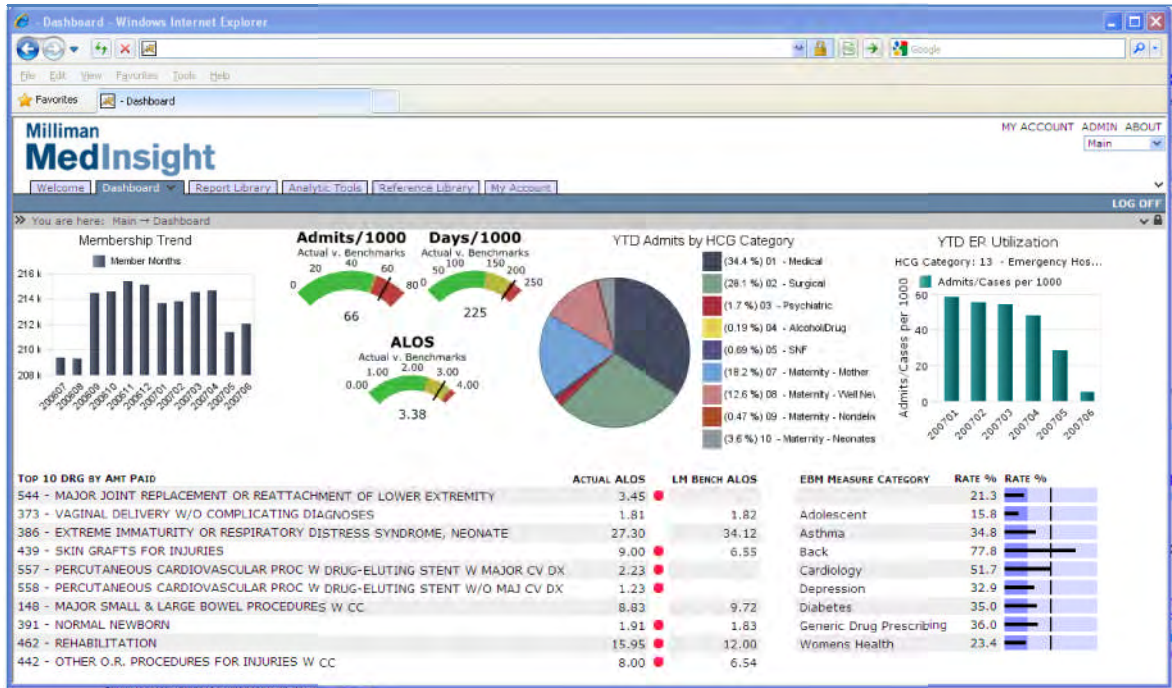 - Dashboard - Windows Internet Explorer
Google
File Edit View Favorites Tools Help
Favorites - Dashboard
Milliman
MedInsight
MY ACCOUNT ADMIN ABOUT
Main
Welcome Dashboard Report Library Analytic Tools Reference Library My Account
LOG OFF
You are here: Main → Dashboard
Membership Trend
Member Months
216 k
214 k
212 k
210 k
208 k
200607 200608 200609 200610 200611 200612 200701 200702 200703 200704 200705 200706
Admits/1000
Actual v. Benchmarks
0 20 40 60 80
66
Days/1000
Actual v. Benchmarks
0 50 100 150 200 250
225
ALOS
Actual v. Benchmarks
0.00 1.00 2.00 3.00 4.00
3.38
YTD Admits by HCG Category
(34.4 %) 01 - Medical
(28.1 %) 02 - Surgical
(1.7 %) 03 - Psychiatric
(0.19 %) 04 - Alcohol/Drug
(0.69 %) 05 - SNF
(18.2 %) 07 - Maternity - Mother
(12.6 %) 08 - Maternity - Well
(0.47 %) 09 - Maternity - Nondeliv
(3.6 %) 10 - Maternity - Neonates
YTD ER Utilization
HCG Category: 13 - Emergency Hos...
Admits/Cases per 1000
Admits/Cases per 1000
60
40
20
0
200701 200702 200703 200704 200705 200706
TOP 10 DRG BY AMT PAID ACTUAL ALOS LM BENCH ALOS
544 - MAJOR JOINT REPLACEMENT OR REATTACHMENT OF LOWER EXTREMITY 3.45
373 - VAGINAL DELIVERY W/O COMPLICATING DIAGNOSES 1.81 1.82
386 - EXTREME IMMATURITY OR RESPIRATORY DISTRESS SYNDROME, NEONATE 27.30 34.12
439 - SKIN GRAFTS FOR INJURIES 9.00 6.55
557 - PERCUTANEOUS CARDIOVASCULAR PROC W DRUG-ELUTING STENT W MAJOR CV DX 2.23
558 - PERCUTANEOUS CARDIOVASCULAR PROC W DRUG-ELUTING STENT W/O MAJ CV DX 1.23
148 - MAJOR SMALL & LARGE BOWEL PROCEDURES W CC 8.83 9.72
391 - NORMAL NEWBORN 1.91 1.83
462 - REHABILITATION 15.95 12.00
442 - OTHER O.R. PROCEDURES FOR INJURIES W CC 8.00 6.54
EBM MEASURE CATEGORY RATE % RATE %
21.3
Adolescent 15.8
Asthma 34.8
Back 77.8
Cardiology 51.7
Depression 32.9
Diabetes 35.0
Generic Drug Prescribing 36.0
Womens Health 23.4